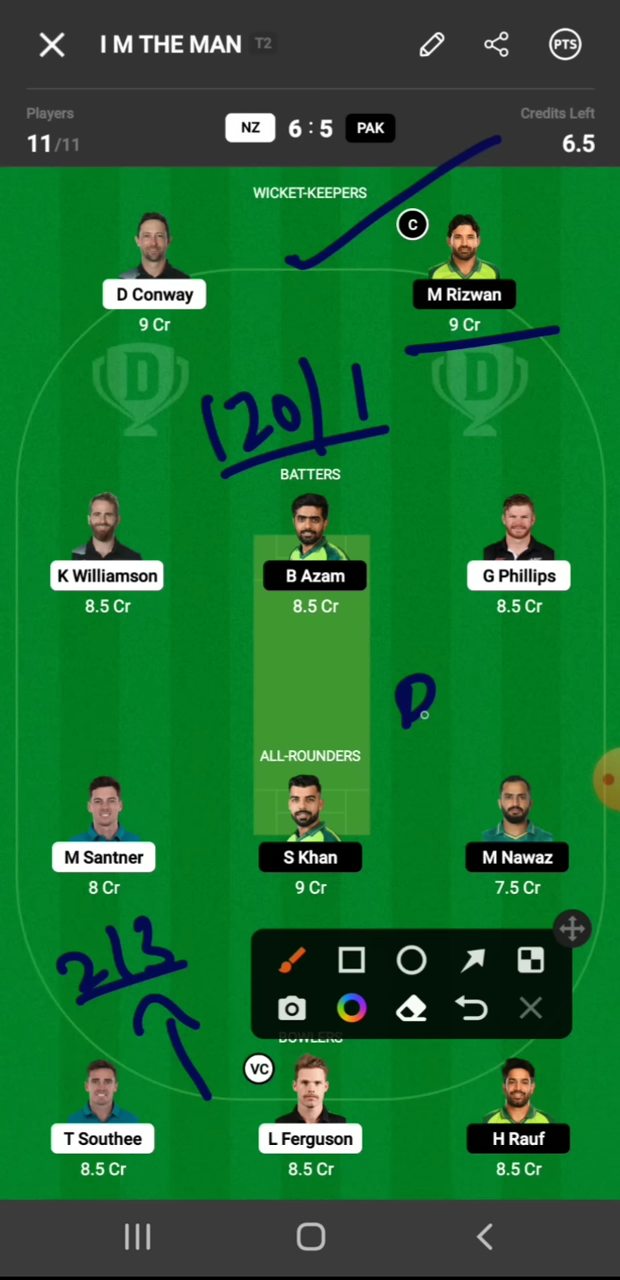 I M THE MAN T2 PTS
Players Credits Left
11/11 NZ 6 : 5 PAK 6.5
WICKET-KEEPERS
C
D Conway M Rizwan
9 Cr 9 Cr
D D
120/1
BATTERS
K Williamson B Azam G Phillips
8.5 Cr 8.5 Cr 8.5 Cr
D
ALL-ROUNDERS
M Santner S Khan M Nawaz
8 Cr 9 Cr 7.5 Cr
2/3
BOWLERS
VC
T Southee L Ferguson H Rauf
8.5 Cr 8.5 Cr 8.5 Cr